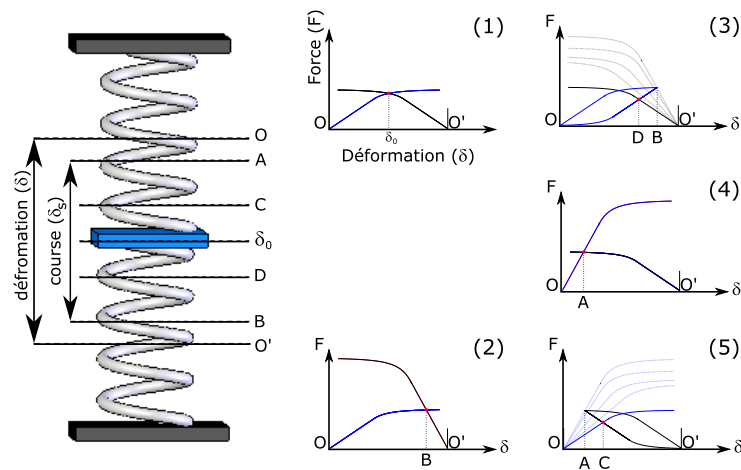 défromation (δ)
course (δs)
O
A
C
δ₀
D
B
O'
(1)
Force (F)
O
O'
δ₀
Déformation (δ)
(2)
F
O
O'
B
δ
(3)
F
O
O'
D
B
δ
(4)
F
O
O'
A
δ
(5)
F
O
O'
A
C
δ